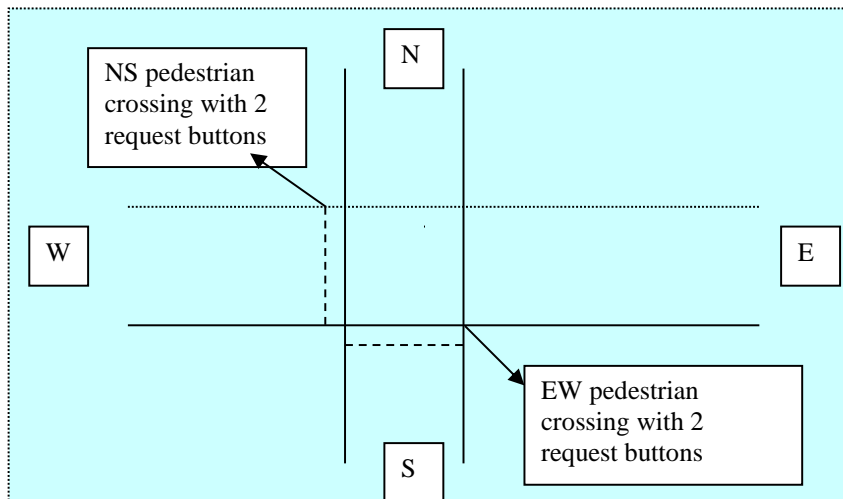 N
NS pedestrian
crossing with 2
request buttons
W
E
EW pedestrian
crossing with 2
request buttons
S